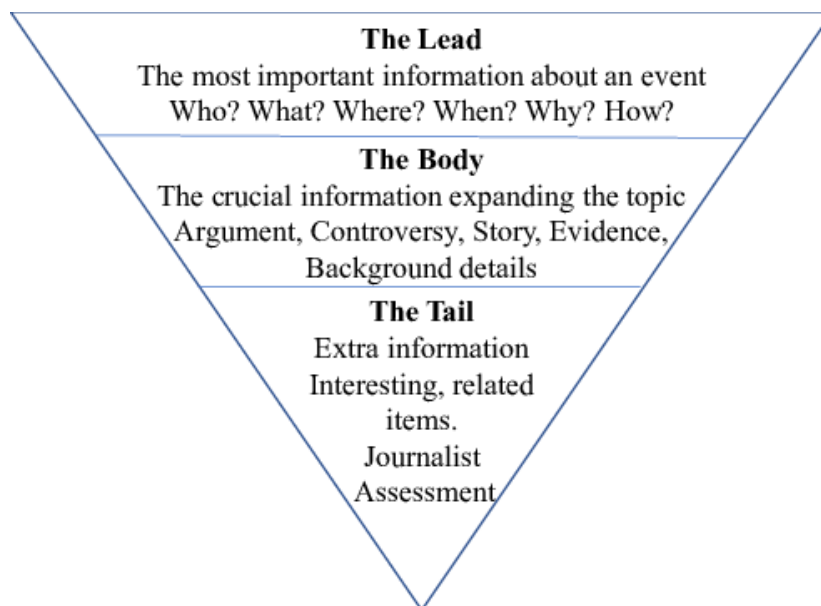 The Lead
The most important information about an event
Who? What? Where? When? Why? How?
The Body
The crucial information expanding the topic
Argument, Controversy, Story, Evidence,
Background details
The Tail
Extra information
Interesting, related
items.
Journalist
Assessment